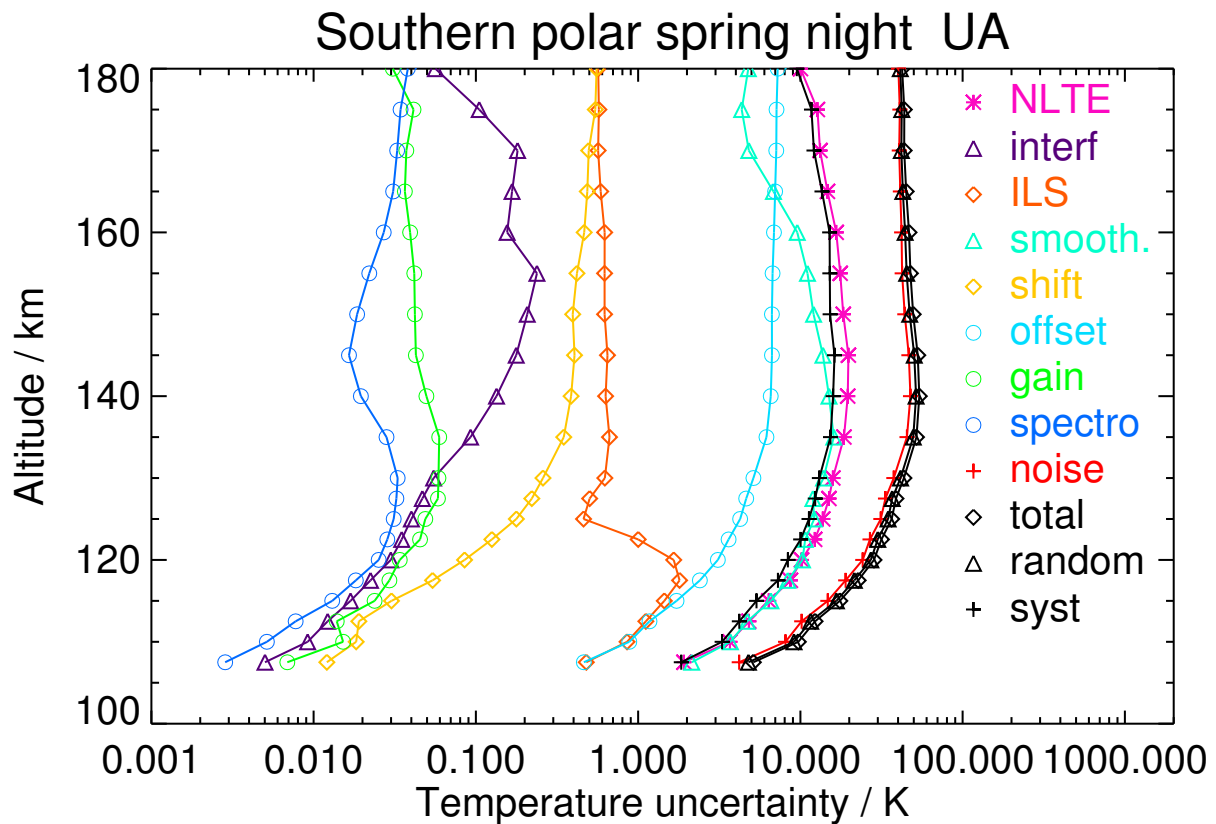 Southern polar spring night UA
180
160
140
120
100
Altitude / km
NLTE
interf
ILS
smooth.
shift
offset
gain
spectro
noise
total
random
syst
0.001 0.010 0.100 1.000 10.000 100.000 1000.000
Temperature uncertainty / K